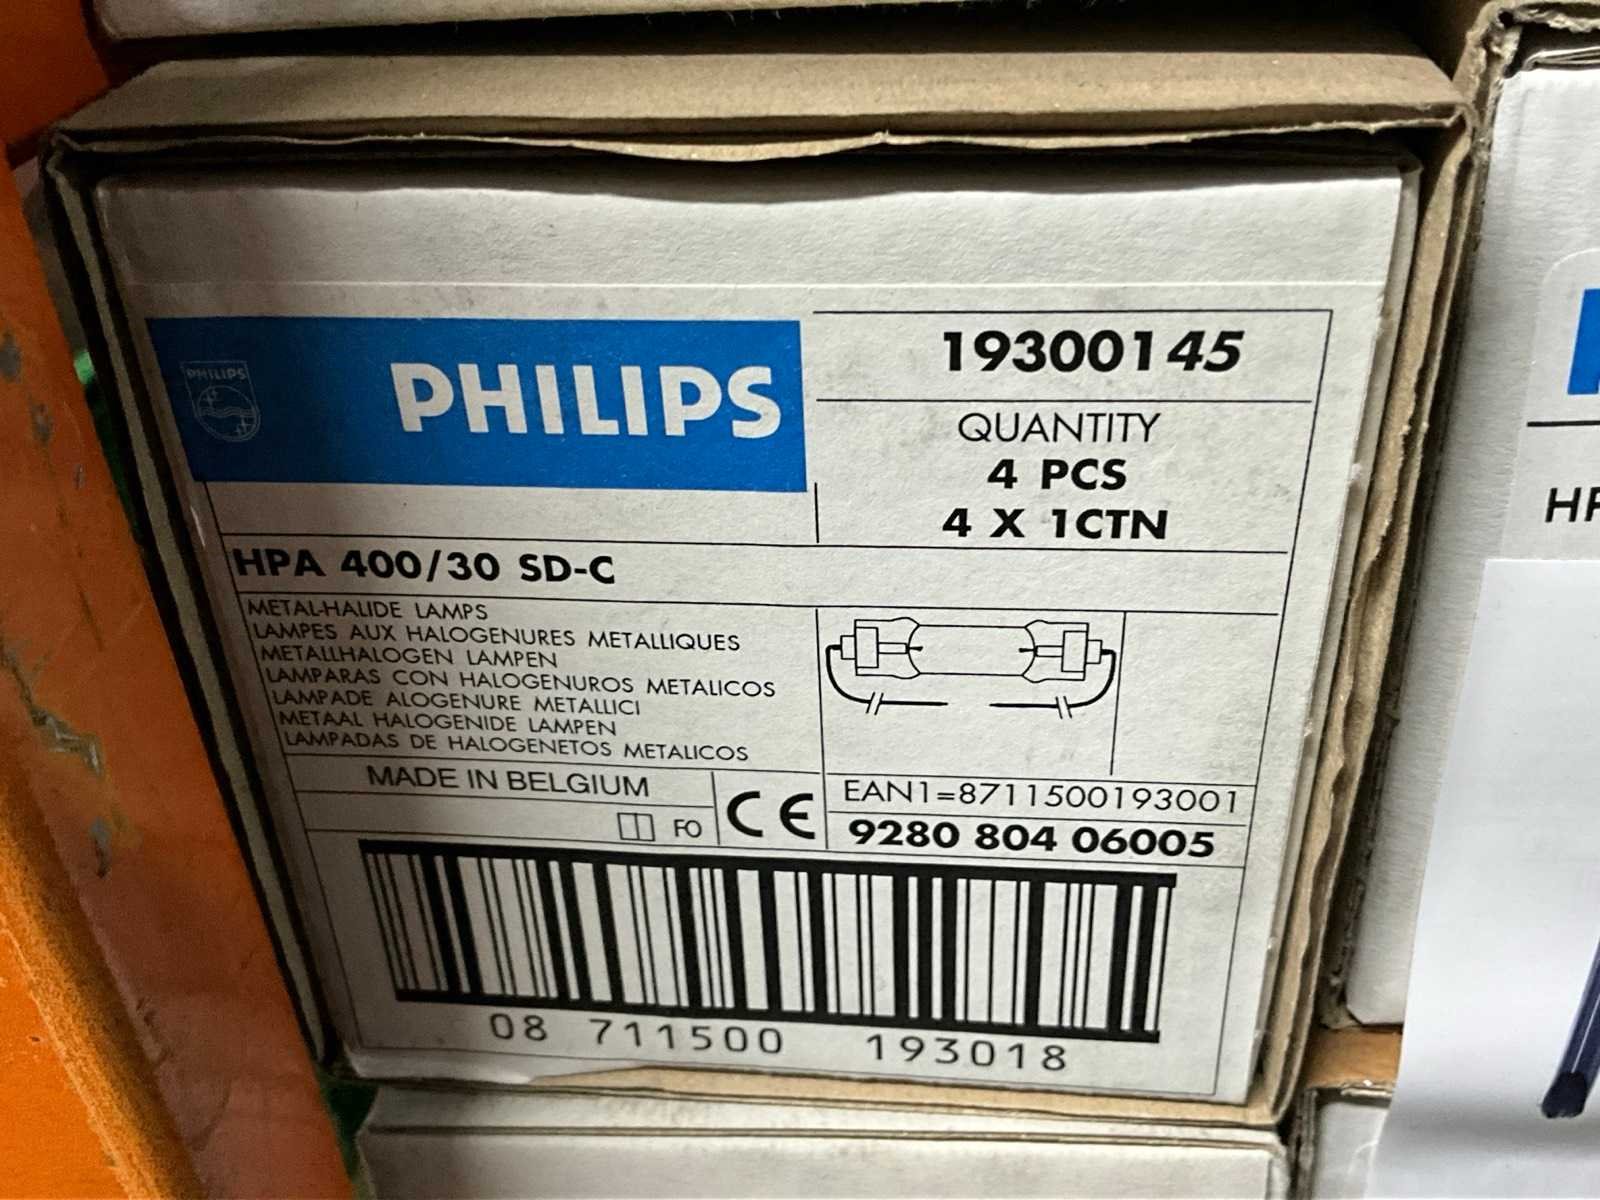 PHILIPS
PHILIPS
19300145
QUANTITY
4 PCS
4 X 1CTN
HPA 400/30 SD-C
METAL-HALIDE LAMPS
LAMPES AUX HALOGENURES METALLIQUES
METALLHALOGEN LAMPEN
LAMPARAS CON HALOGENUROS METALICOS
LAMPADE ALOGENURE METALLICI
METAAL HALOGENIDE LAMPEN
LAMPADAS DE HALOGENETOS METALICOS
MADE IN BELGIUM
FO
CE
EAN1=8711500193001
9280 804 06005
08 711500 193018